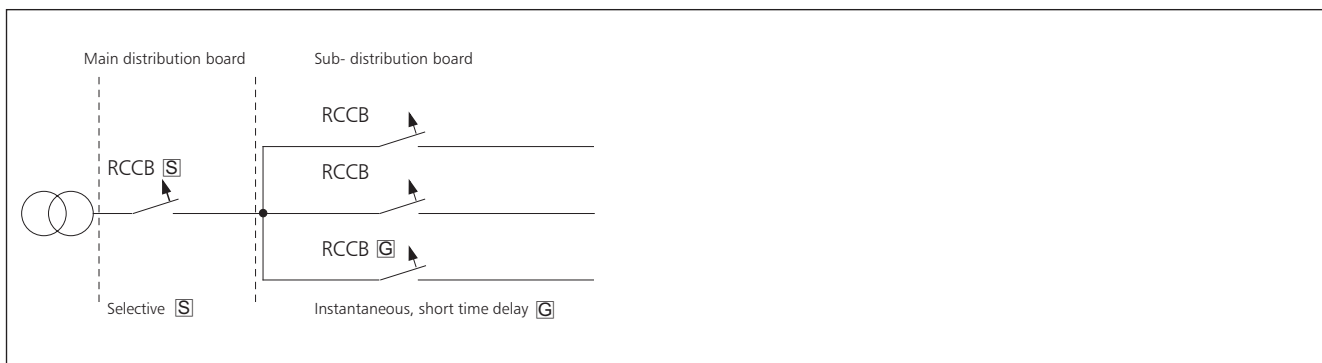 Main distribution board
Sub- distribution board
RCCB
RCCB S
RCCB
RCCB G
Selective S
Instantaneous, short time delay G